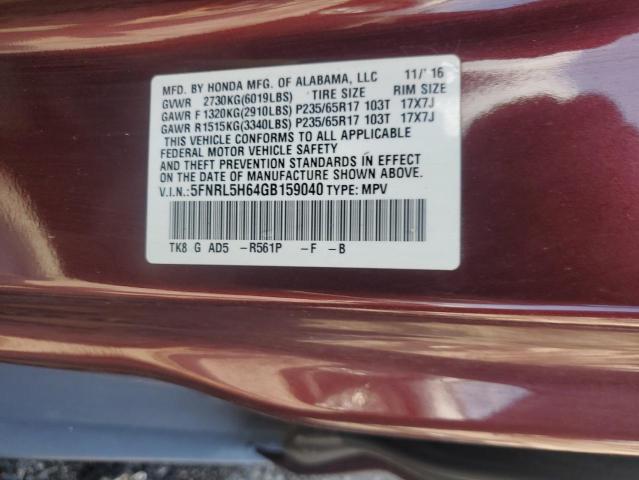 MFD. BY HONDA MFG. OF ALABAMA, LLC 11/'16
GVWR 2730KG(6019LBS) TIRE SIZE RIM SIZE
GAWR F 1320KG(2910LBS) P235/65R17 103T 17X7J
GAWR R1515KG(3340LBS) P235/65R17 103T 17X7J
THIS VEHICLE CONFORMS TO ALL APPLICABLE
FEDERAL MOTOR VEHICLE SAFETY
AND THEFT PREVENTION STANDARDS IN EFFECT
ON THE DATE OF MANUFACTURE SHOWN ABOVE.
V.I.N.: 5FNRL5H64GB159040 TYPE: MPV
TK8 G AD5 -R561P -F -B